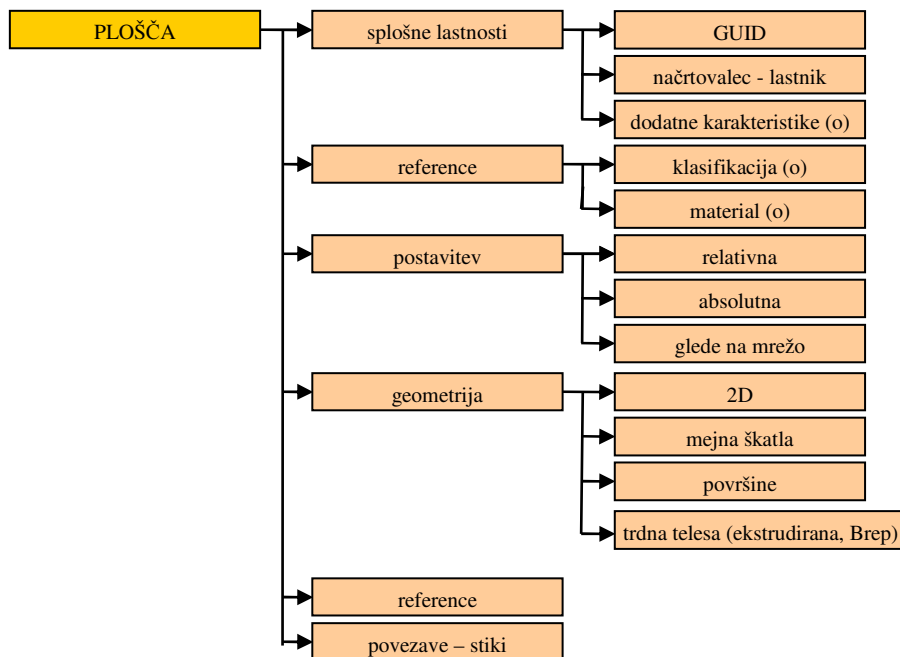 PLOŠČA
splošne lastnosti
GUID
načrtovalec - lastnik
dodatne karakteristike (o)
reference
klasifikacija (o)
material (o)
postavitev
relativna
absolutna
glede na mrežo
geometrija
2D
mejna škatla
površine
trdna telesa (ekstrudirana, Brep)
reference
povezave – stiki